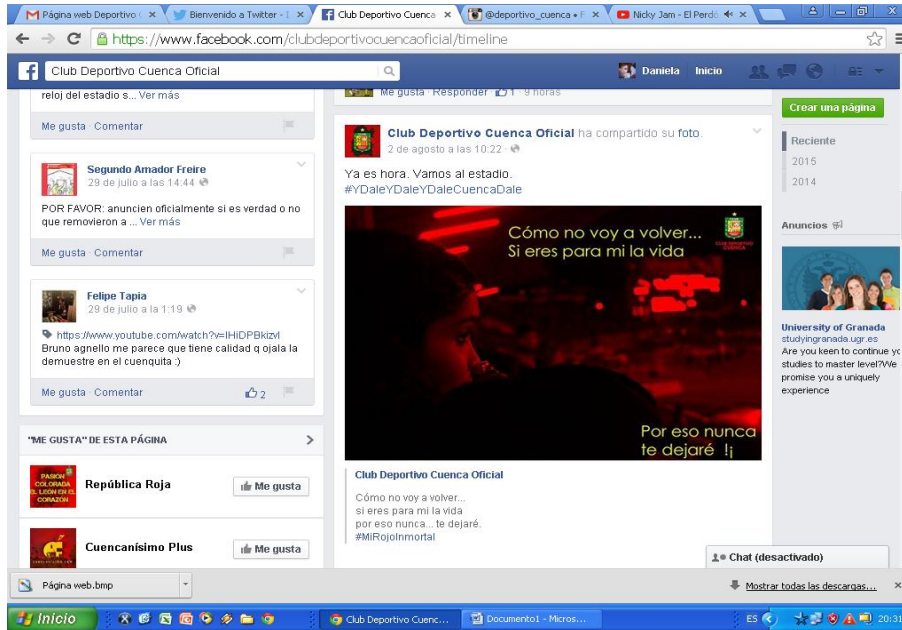 Página web Deportivo (
Bienvenido a Twitter - I
Club Deportivo Cuenca
@deportivo_cuenca • F
Nicky Jam - El Perdó
https://www.facebook.com/clubdeportivocuencaoficial/timeline
Club Deportivo Cuenca Oficial
Daniela Inicio
reloj del estadio s... Ver más
Me gusta · Comentar
Segundo Amador Freire
29 de julio a las 14:44
POR FAVOR: anuncien oficialmente si es verdad o no
que removieron a ... Ver más
Me gusta · Comentar
Felipe Tapia
29 de julio a la 1:19
https://www.youtube.com/watch?v=IHiDPBkizvI
Bruno agnello me parece que tiene calidad q ojala la
demuestre en el cuenquita :)
Me gusta · Comentar
2
"ME GUSTA" DE ESTA PÁGINA
PASION
COLORADA
EL LEON EN EL
CORAZÓN
República Roja
Me gusta
Cuencanísimo Plus
Me gusta
Me gusta · Responder · 1 · 9 horas
Club Deportivo Cuenca Oficial ha compartido su foto.
2 de agosto a las 10:22 ·
Ya es hora. Vamos al estadio.
#YDaleYDaleYDaleCuencaDale
Cómo no voy a volver...
Si eres para mi la vida
CLUB DEPORTIVO
CUENCA
Por eso nunca
te dejaré !¡
Club Deportivo Cuenca Oficial
Cómo no voy a volver...
si eres para mi la vida
por eso nunca... te dejaré.
#MiRojoInmortal
Crear una página
Reciente
2015
2014
Anuncios
University of Granada
studyingranada.ugr.es
Are you keen to continue yo
studies to master level?We
promise you a uniquely
experience
Chat (desactivado)
Página web.bmp
Mostrar todas las descargas...
Inicio
Club Deportivo Cuenc...
Documento1 - Micros...
ES
20:31